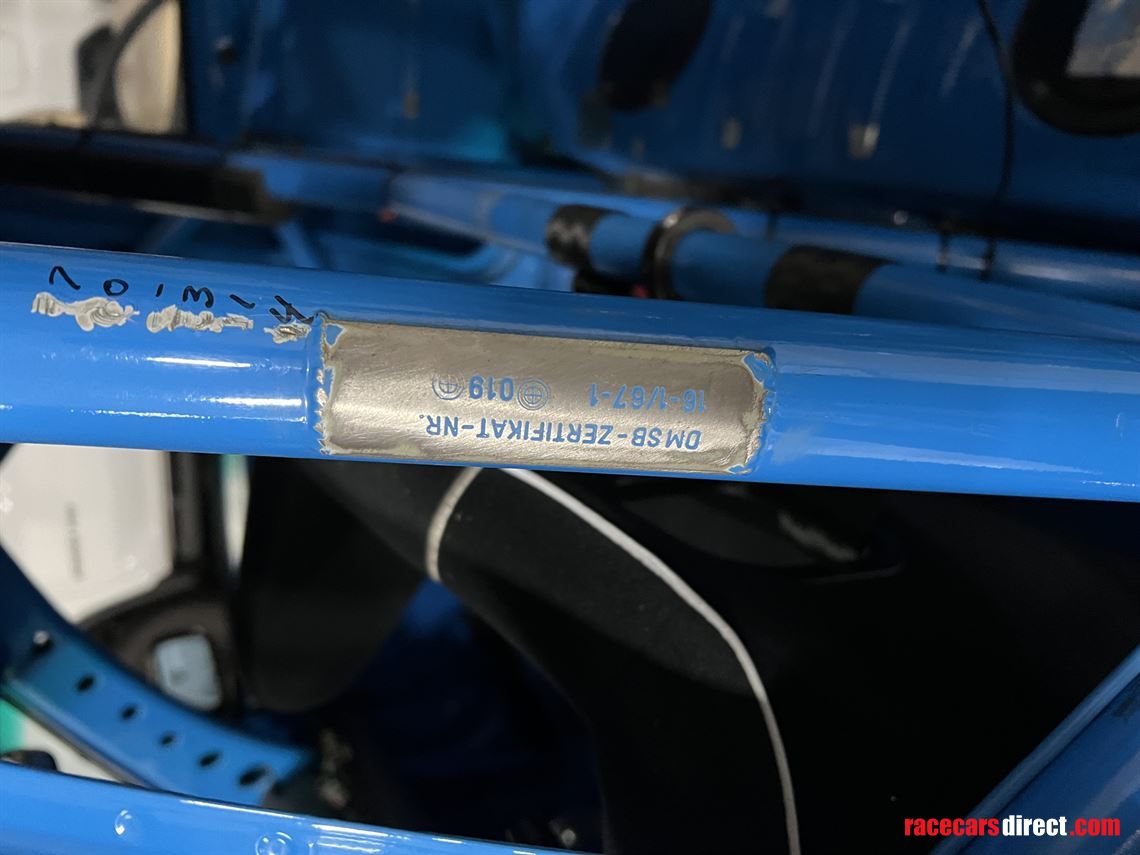 DMSB-ZERTIFIKAT-NR.
16-1/67-1 019
racecarsdirect.com